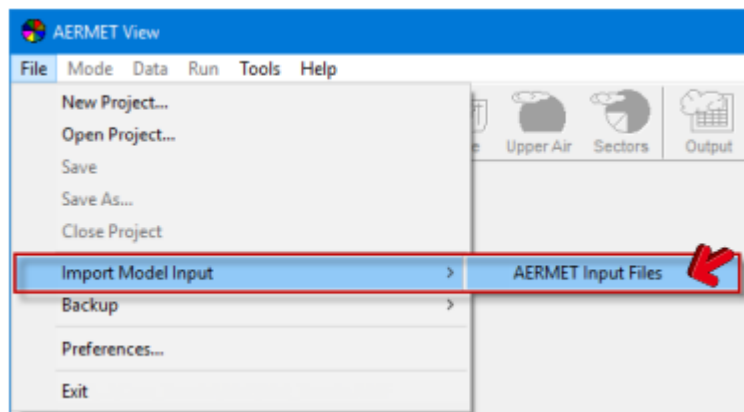 AERMET View
File Mode Data Run Tools Help
New Project...
Open Project...
Upper Air Sectors Output
Save
Save As...
Close Project
Import Model Input > AERMET Input Files
Backup >
Preferences...
Exit